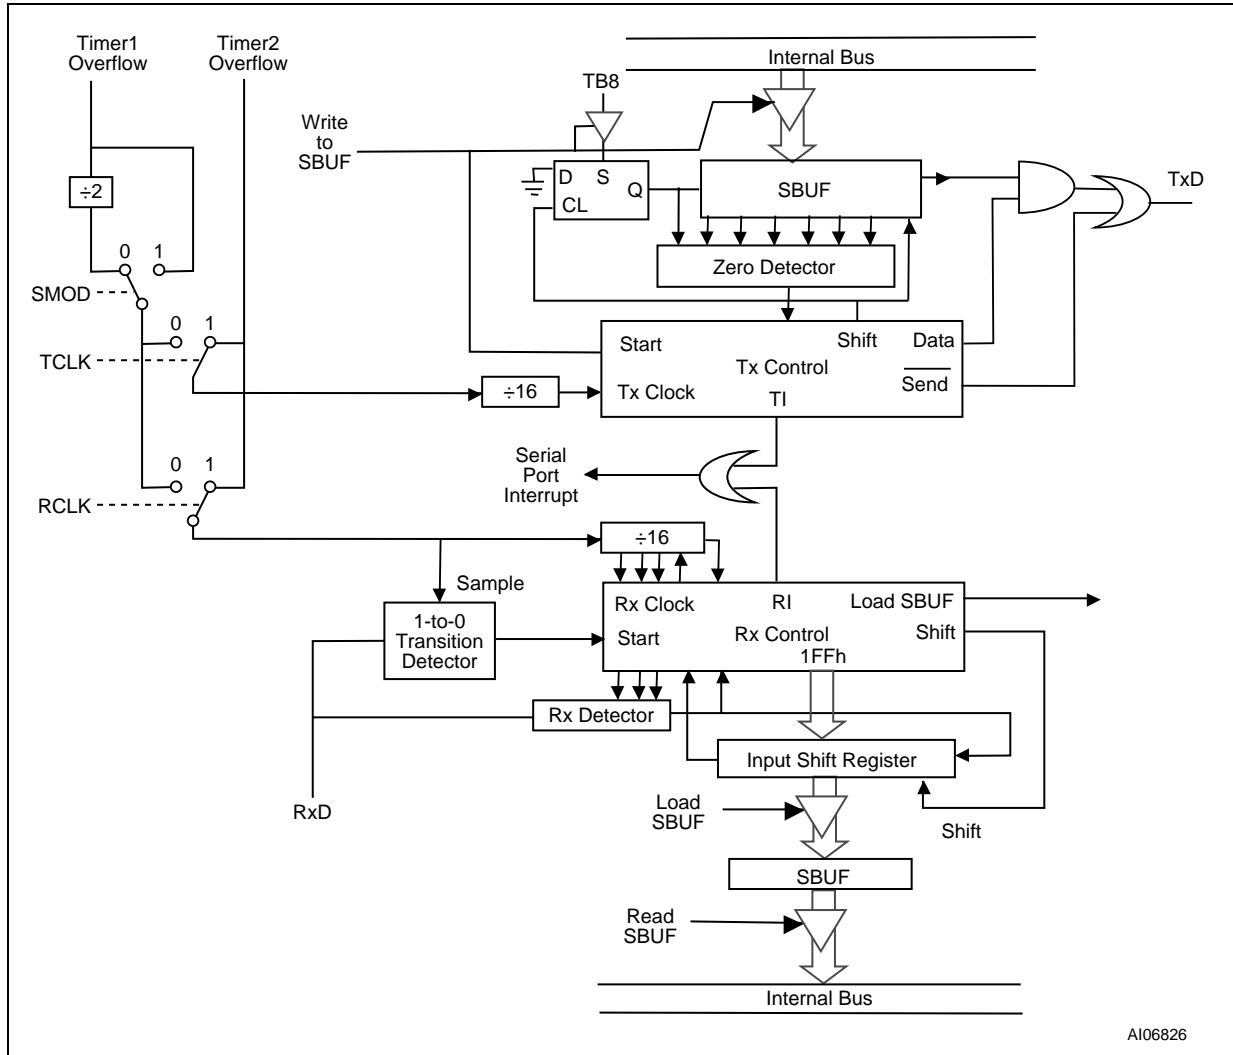 Timer1
Overflow
Timer2
Overflow
Internal Bus
TB8
Write
to
SBUF
÷2
D S
Q
CL
SBUF
TxD
Zero Detector
0 1
SMOD
0 1
TCLK
Start
Shift
Data
Tx Control
Send
÷16
Tx Clock
TI
Serial
Port
Interrupt
0 1
RCLK
÷16
Sample
Rx Clock
RI
Load SBUF
1-to-0
Transition
Detector
Start
Rx Control
Shift
1FFh
Rx Detector
Input Shift Register
RxD
Load
SBUF
Shift
SBUF
Read
SBUF
Internal Bus
AI06826